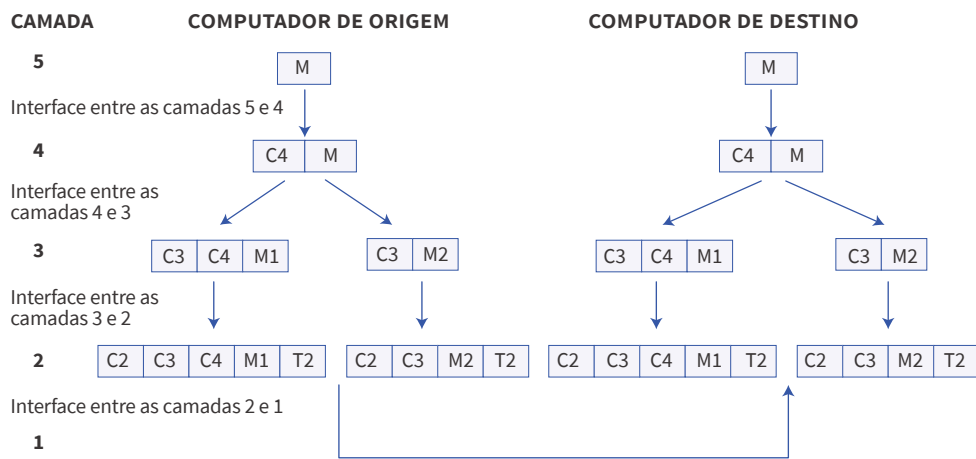 CAMADA COMPUTADOR DE ORIGEM COMPUTADOR DE DESTINO
5 M M
Interface entre as camadas 5 e 4
4 C4 M C4 M
Interface entre as
camadas 4 e 3
3 C3 C4 M1 C3 M2 C3 C4 M1 C3 M2
Interface entre as
camadas 3 e 2
2 C2 C3 C4 M1 T2 C2 C3 M2 T2 C2 C3 C4 M1 T2 C2 C3 M2 T2
Interface entre as camadas 2 e 1
1